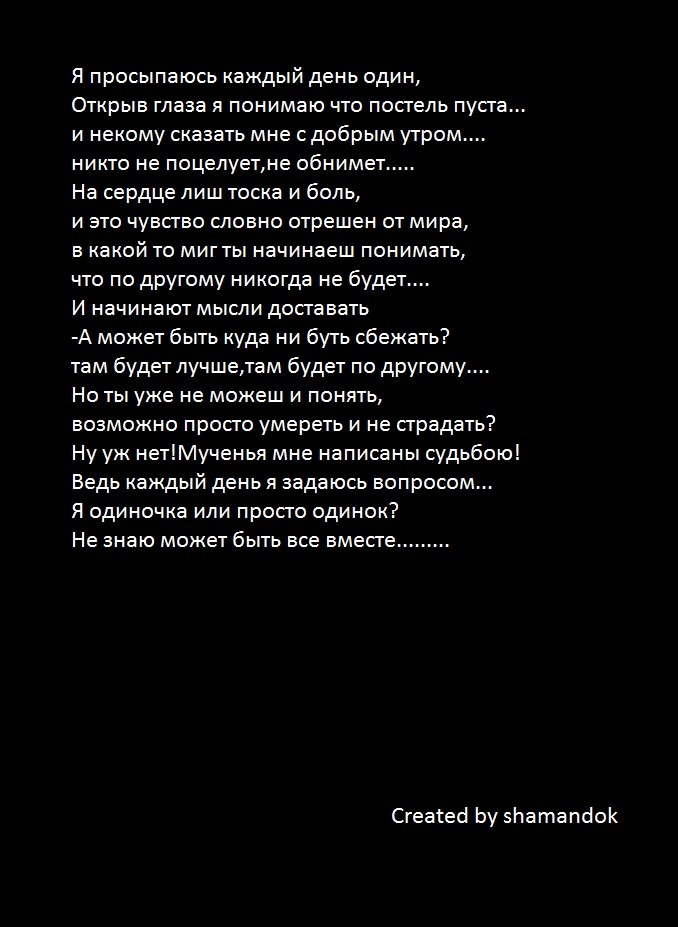 Я просыпаюсь каждый день один,
Открыв глаза я понимаю что постель пуста...
и некому сказать мне с добрым утром....
никто не поцелует,не обнимет.....
На сердце лиш тоска и боль,
и это чувство словно отрешен от мира,
в какой то миг ты начинаеш понимать,
что по другому никогда не будет....
И начинают мысли доставать
-А может быть куда ни буть сбежать?
там будет лучше,там будет по другому....
Но ты уже не можеш и понять,
возможно просто умереть и не страдать?
Ну уж нет!Мученья мне написаны судьбою!
Ведь каждый день я задаюсь вопросом...
Я одиночка или просто одинок?
Не знаю может быть все вместе.........
Created by shamandok